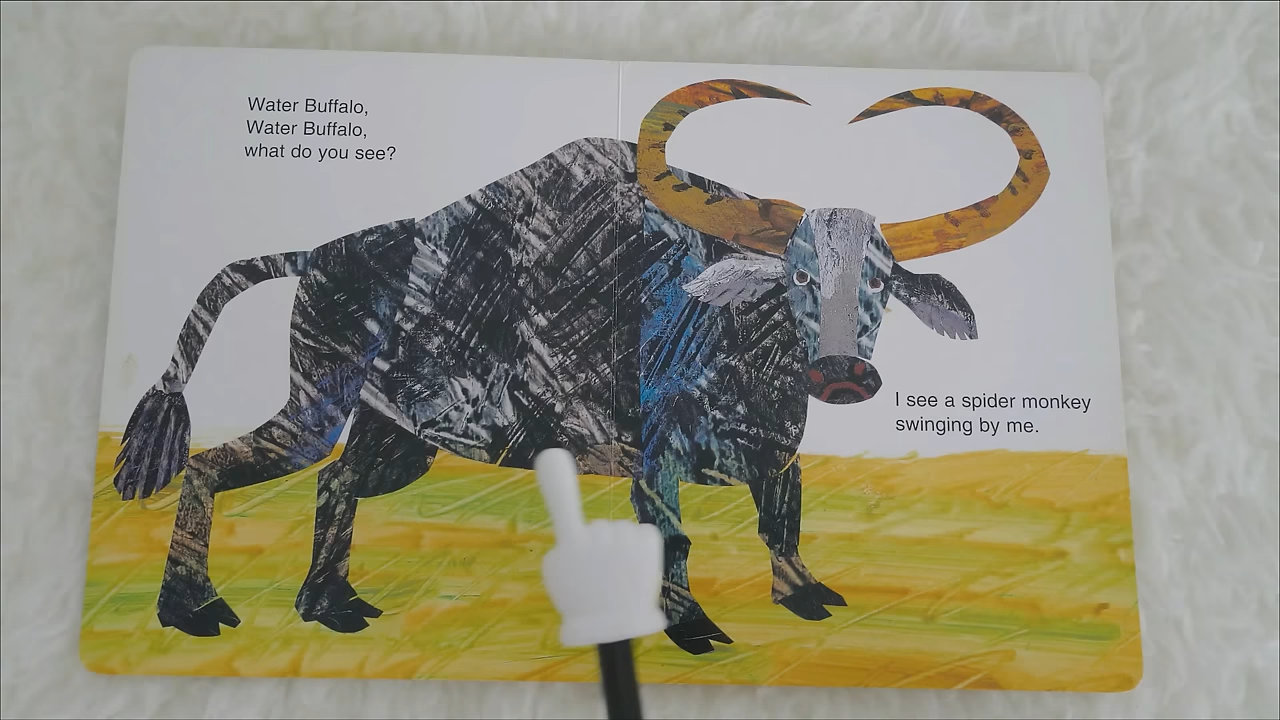 Water Buffalo,
Water Buffalo,
what do you see?
I see a spider monkey
swinging by me.